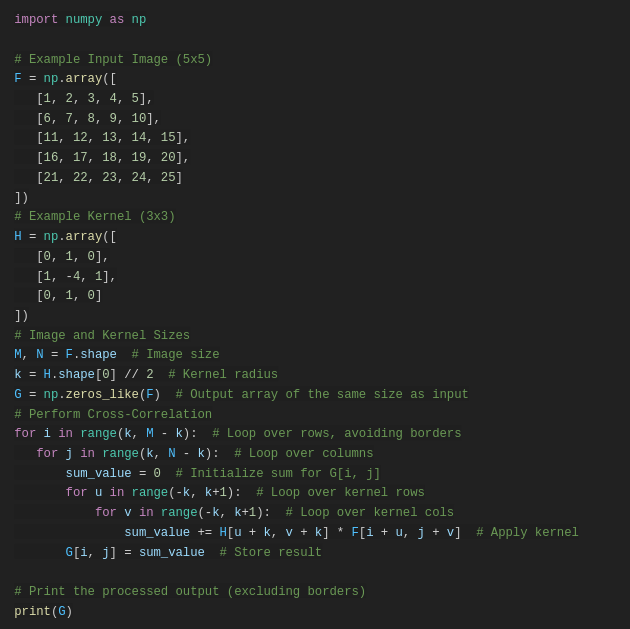 import numpy as np

# Example Input Image (5x5)
F = np.array([
   [1, 2, 3, 4, 5],
   [6, 7, 8, 9, 10],
   [11, 12, 13, 14, 15],
   [16, 17, 18, 19, 20],
   [21, 22, 23, 24, 25]
])
# Example Kernel (3x3)
H = np.array([
   [0, 1, 0],
   [1, -4, 1],
   [0, 1, 0]
])
# Image and Kernel Sizes
M, N = F.shape  # Image size
k = H.shape[0] // 2  # Kernel radius
G = np.zeros_like(F)  # Output array of the same size as input
# Perform Cross-Correlation
for i in range(k, M - k):  # Loop over rows, avoiding borders
   for j in range(k, N - k):  # Loop over columns
       sum_value = 0  # Initialize sum for G[i, j]
       for u in range(-k, k+1):  # Loop over kernel rows
           for v in range(-k, k+1):  # Loop over kernel cols
               sum_value += H[u + k, v + k] * F[i + u, j + v]  # Apply kernel
       G[i, j] = sum_value  # Store result

# Print the processed output (excluding borders)
print(G)